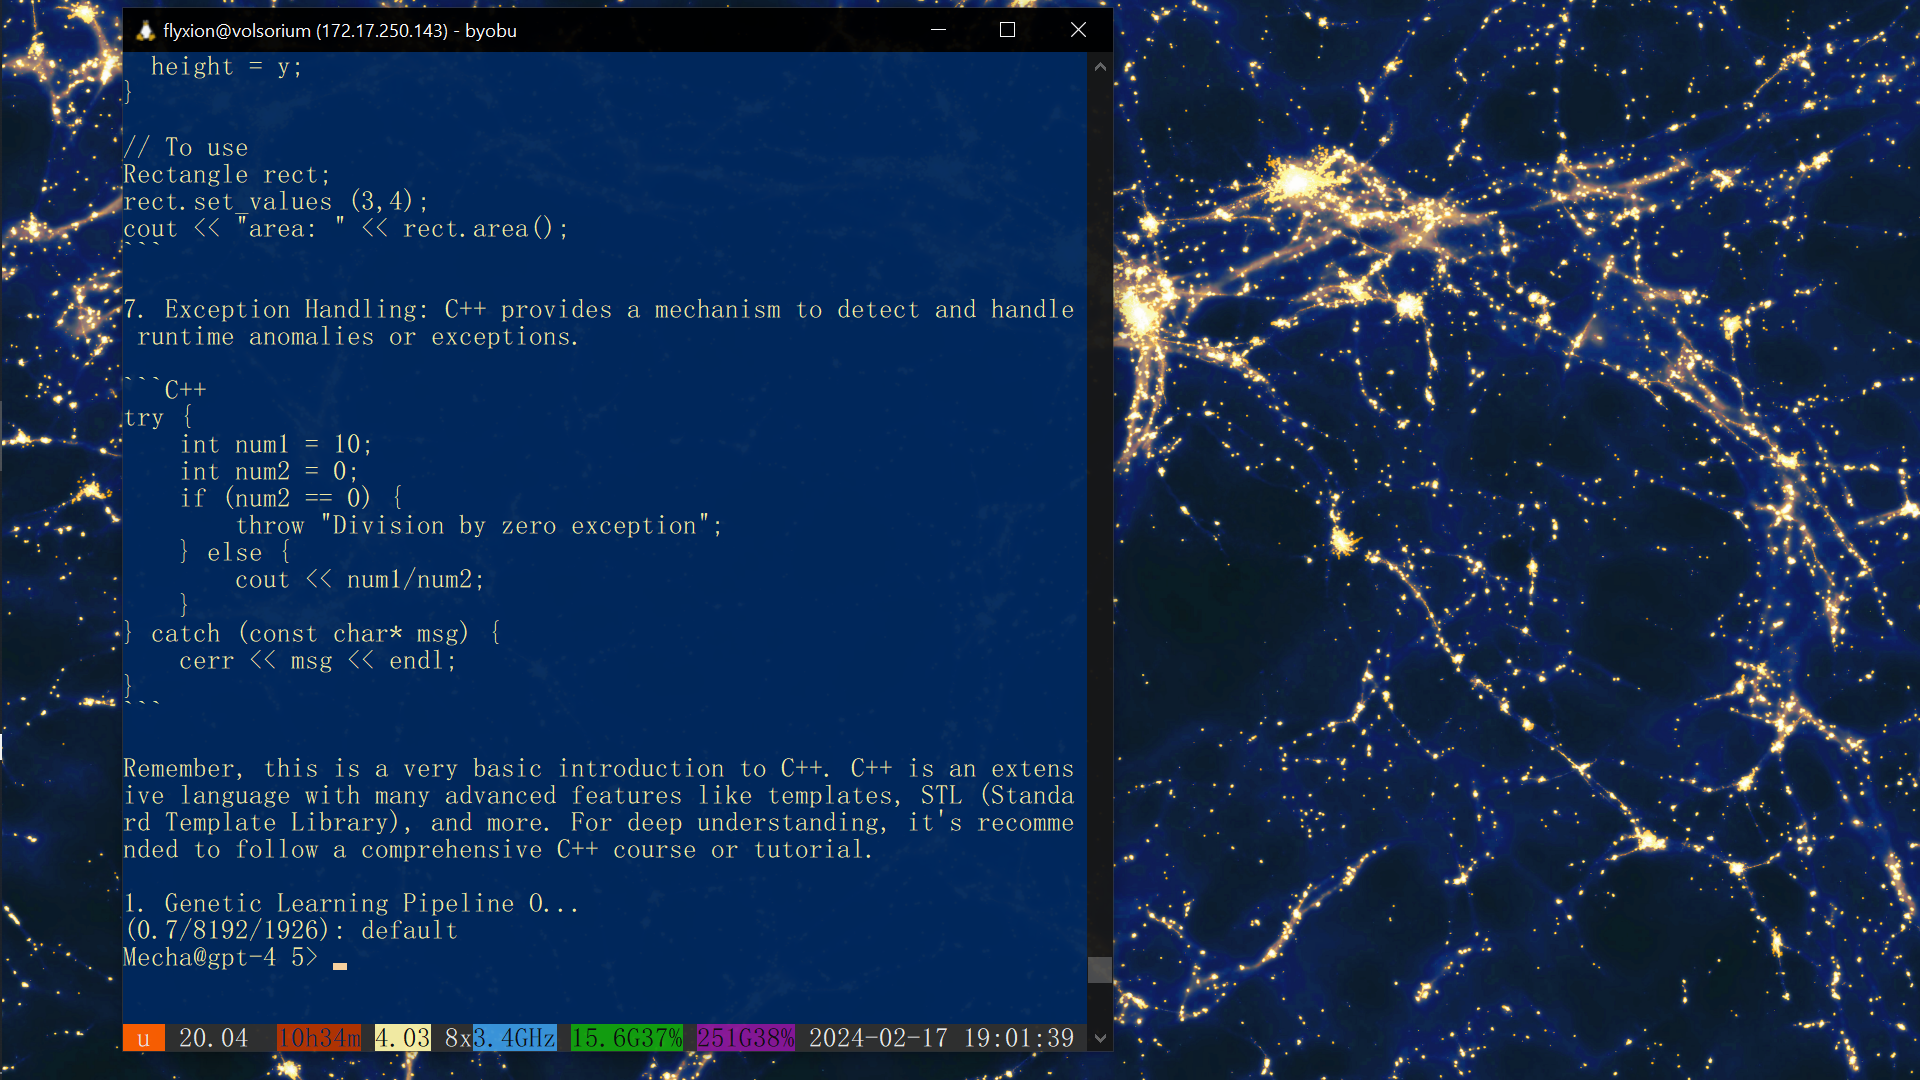 flyxion@volsorium (172.17.250.143) - byobu
  height = y;
}
// To use
Rectangle rect;
rect.set_values (3,4);
cout << "area: " << rect.area();
```
7. Exception Handling: C++ provides a mechanism to detect and handle
 runtime anomalies or exceptions.
```C++
try {
    int num1 = 10;
    int num2 = 0;
    if (num2 == 0) {
        throw "Division by zero exception";
    } else {
        cout << num1/num2;
    }
} catch (const char* msg) {
    cerr << msg << endl;
}
```
Remember, this is a very basic introduction to C++. C++ is an extens
ive language with many advanced features like templates, STL (Standa
rd Template Library), and more. For deep understanding, it's recomme
nded to follow a comprehensive C++ course or tutorial.
1. Genetic Learning Pipeline O...
(0.7/8192/1926): default
Mecha@gpt-4 5>
u 20.04 10h34m 4.03 8x3.4GHz 15.6G37% 251G38% 2024-02-17 19:01:39